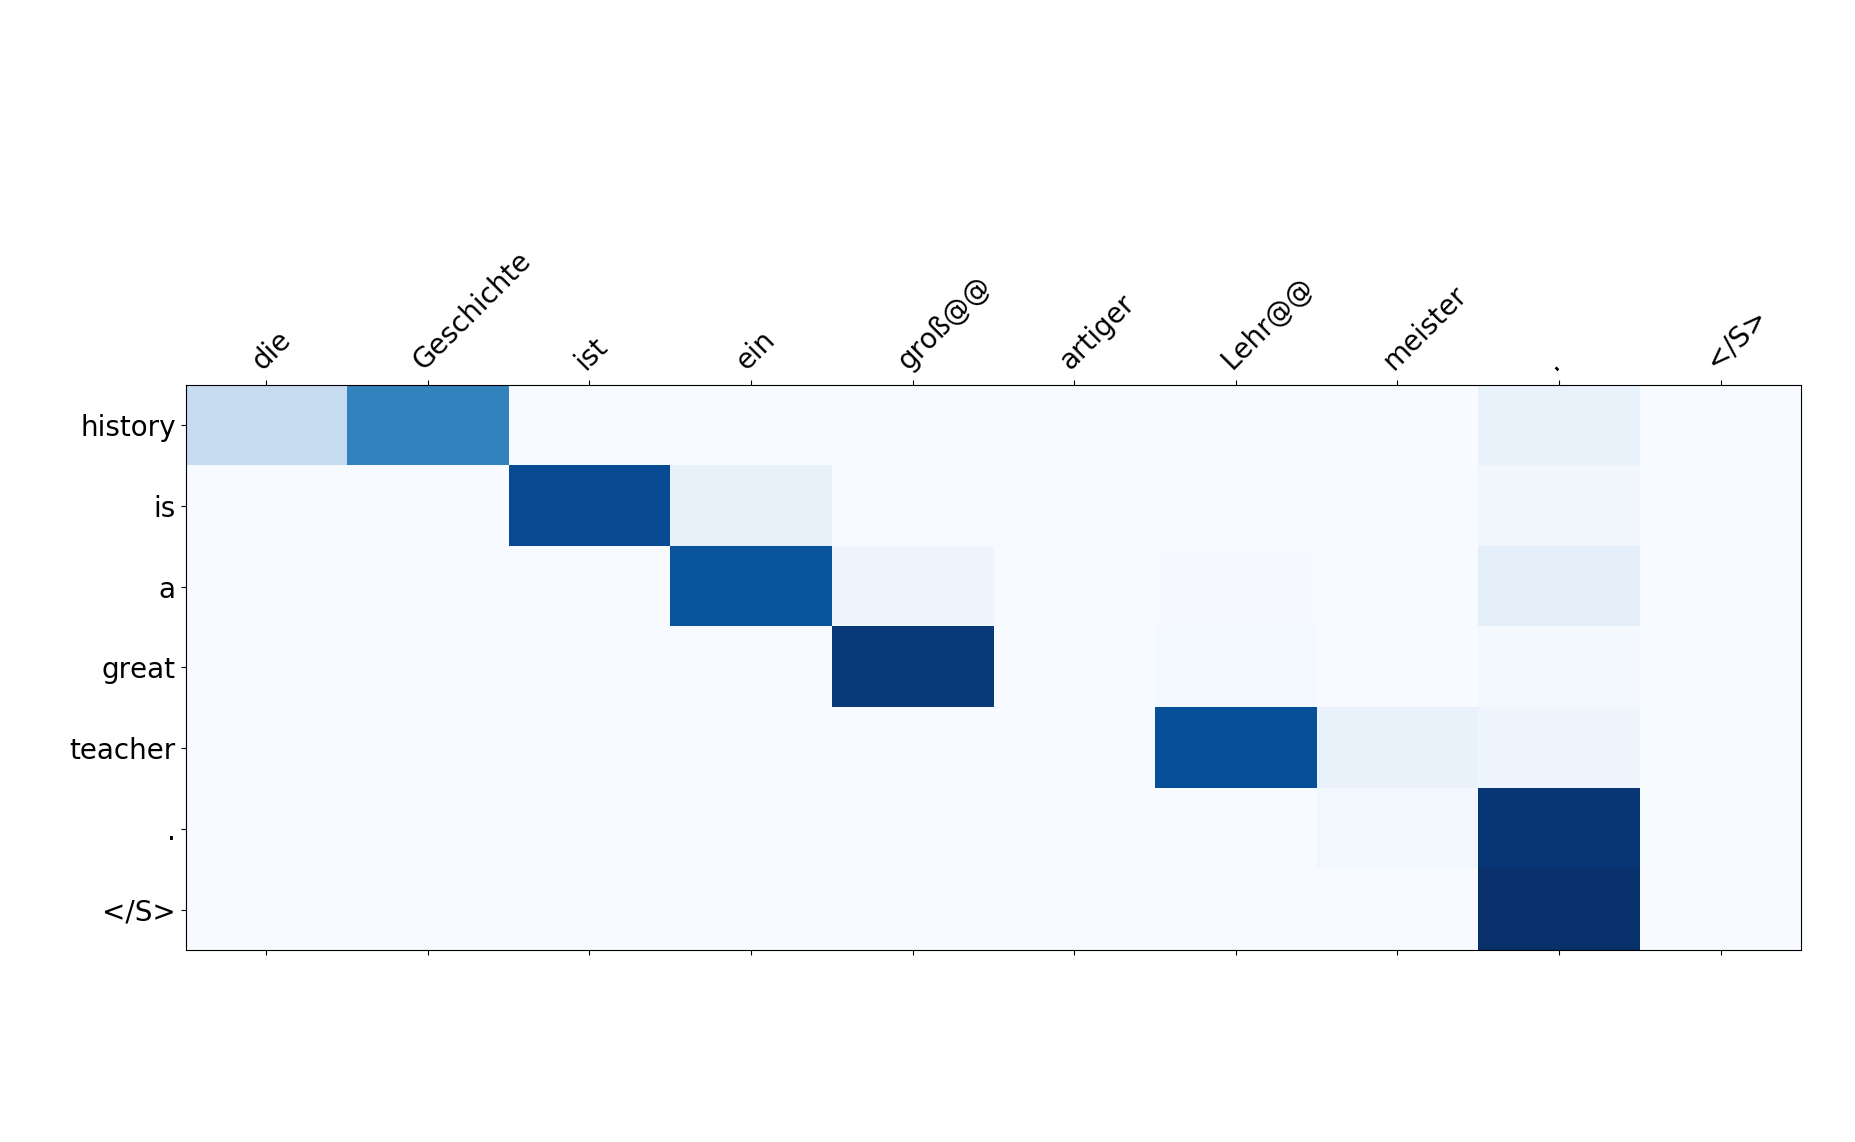 die Geschichte ist ein groß@@ artiger Lehr@@ meister . </S>
history
is
a
great
teacher
.
</S>